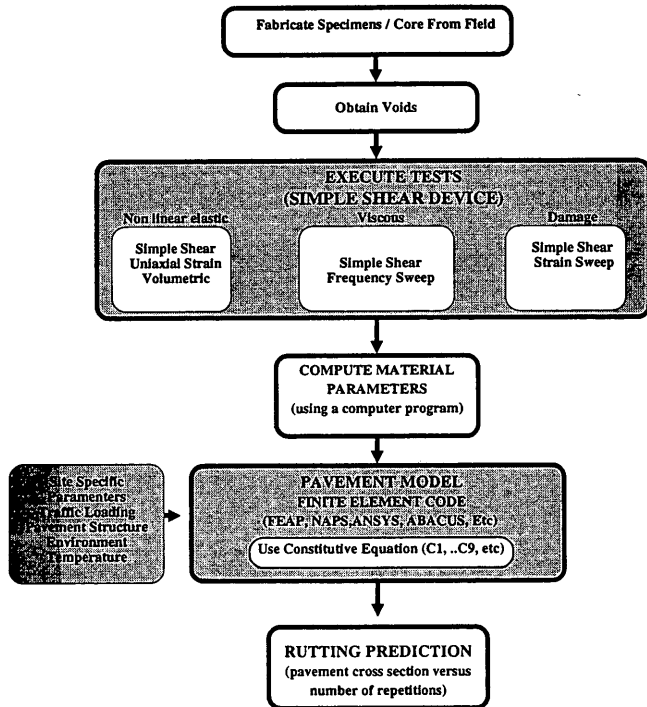 Fabricate Specimens / Core From Field
Obtain Voids
EXECUTE TESTS
(SIMPLE SHEAR DEVICE)
Non linear elastic
Viscous
Damage
Simple Shear
Uniaxial Strain
Volumetric
Simple Shear
Frequency Sweep
Simple Shear
Strain Sweep
COMPUTE MATERIAL
PARAMETERS
(using a computer program)
Site Specific
Paramenters
Traffic Loading
Pavement Structure
Environment
Temperature
PAVEMENT MODEL
FINITE ELEMENT CODE
(FEAP, NAPS,ANSYS, ABACUS, Etc)
Use Constitutive Equation (C1, ..C9, etc)
RUTTING PREDICTION
(pavement cross section versus
number of repetitions)